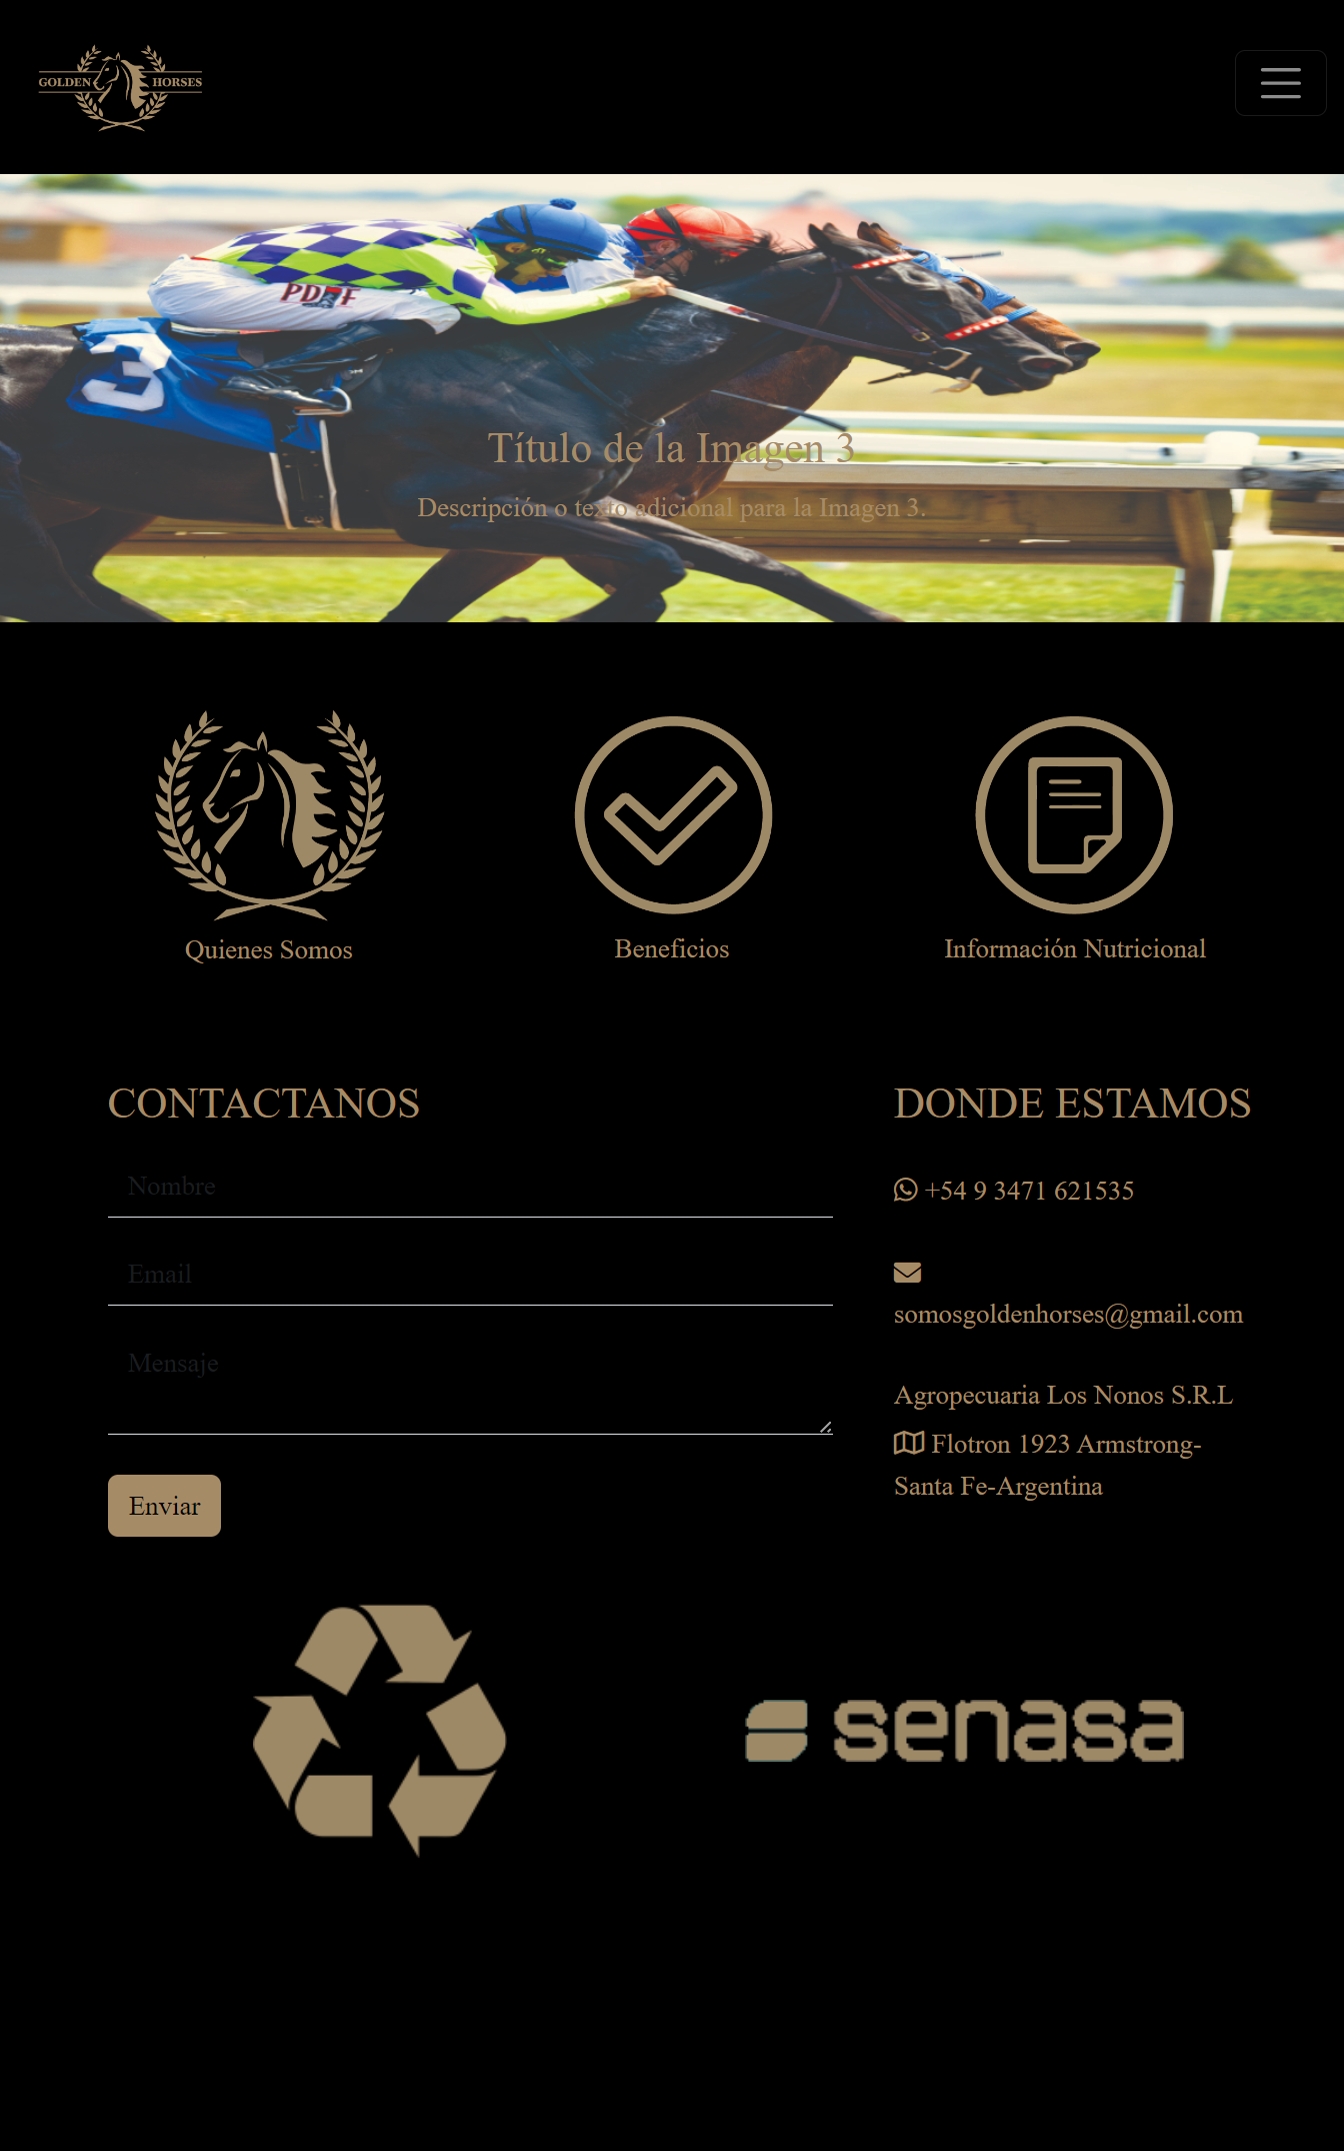 GOLDEN HORSES
PDTF
3
Título de la Imagen 3
Descripción o texto adicional para la Imagen 3.
Quienes Somos
Beneficios
Información Nutricional
CONTACTANOS
Nombre
Email
Mensaje
Enviar
DONDE ESTAMOS
+54 9 3471 621535
somosgoldenhorses@gmail.com
Agropecuaria Los Nonos S.R.L
Flotron 1923 Armstrong-
Santa Fe-Argentina
senasa